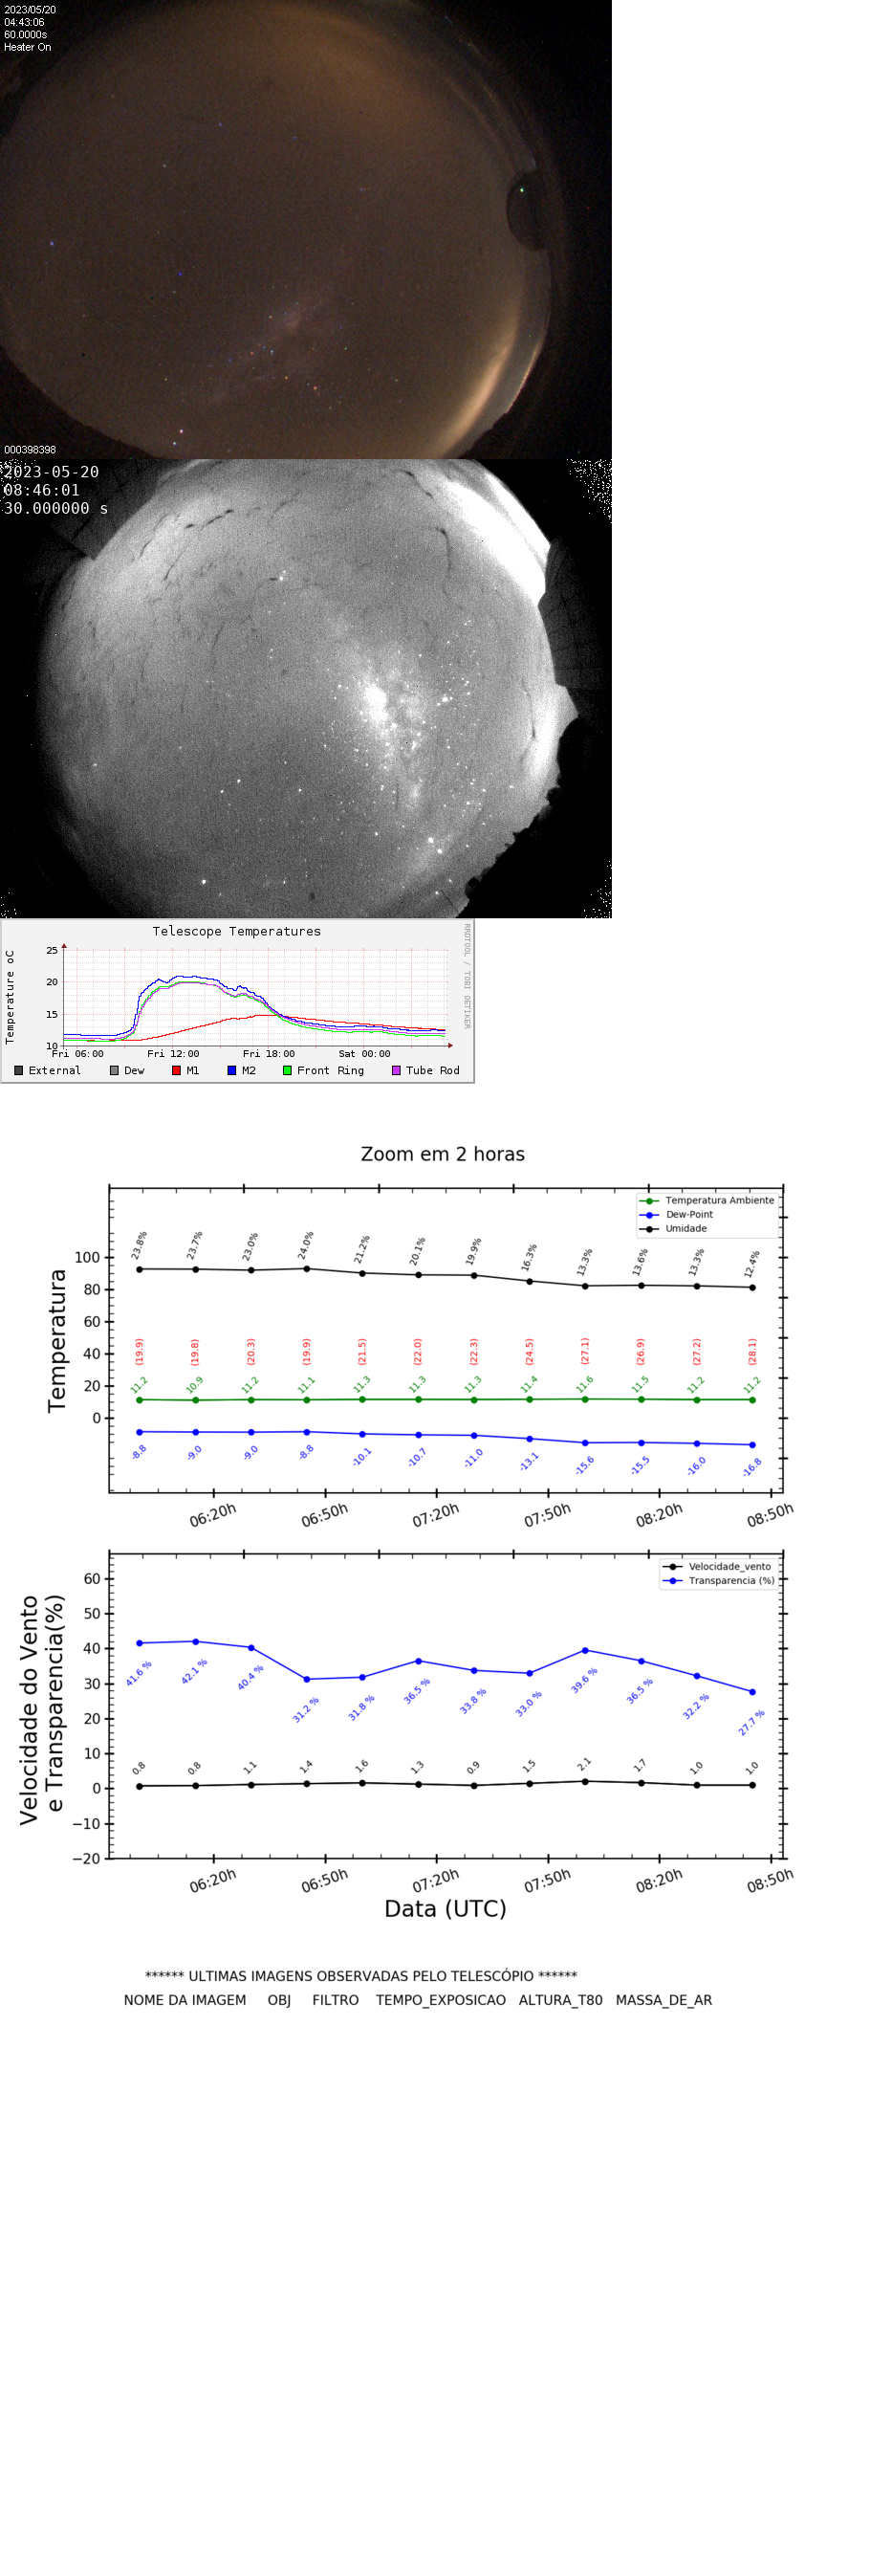 2023/05/20
04:43:06
60.0000s
Heater On
000398398
2023-05-20
08:46:01
30.000000 s
Telescope Temperatures
RRDTOOL / TOBI OETIKER
Temperature oC
25
20
15
10
Fri 06:00 Fri 12:00 Fri 18:00 Sat 00:00
External Dew M1 M2 Front Ring Tube Rod
Zoom em 2 horas
Temperatura Ambiente
Dew-Point
Umidade
Temperatura
100
80
60
40
20
0
23.8% 23.7% 23.0% 24.0% 21.2% 20.1% 19.9% 16.3% 13.3% 13.6% 13.3% 12.4%
(19.9) (19.8) (20.3) (19.9) (21.5) (22.0) (22.3) (24.5) (27.1) (26.9) (27.2) (28.1)
11.2 10.9 11.2 11.1 11.3 11.3 11.3 11.4 11.6 11.5 11.2 11.2
-8.8 -9.0 -9.0 -8.8 -10.1 -10.7 -11.0 -13.1 -15.6 -15.5 -16.0 -16.8
06:20h 06:50h 07:20h 07:50h 08:20h 08:50h
Velocidade_vento
Transparencia (%)
Velocidade do Vento
e Transparencia(%)
60
50
40
30
20
10
0
−10
−20
41.6 % 42.1 % 40.4 % 31.2 % 31.8 % 36.5 % 33.8 % 33.0 % 39.6 % 36.5 % 32.2 % 27.7 %
0.8 0.8 1.1 1.4 1.6 1.3 0.9 1.5 2.1 1.7 1.0 1.0
06:20h 06:50h 07:20h 07:50h 08:20h 08:50h
Data (UTC)
****** ULTIMAS IMAGENS OBSERVADAS PELO TELESCÓPIO ******
NOME DA IMAGEM OBJ FILTRO TEMPO_EXPOSICAO ALTURA_T80 MASSA_DE_AR